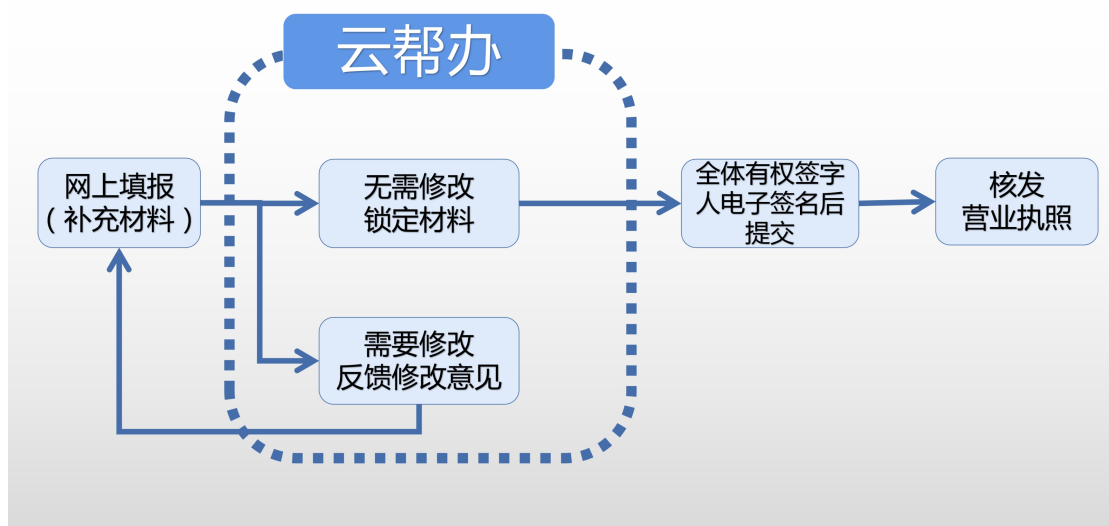 云帮办
网上填报
（补充材料）
无需修改
锁定材料
全体有权签字
人电子签名后
提交
核发
营业执照
需要修改
反馈修改意见